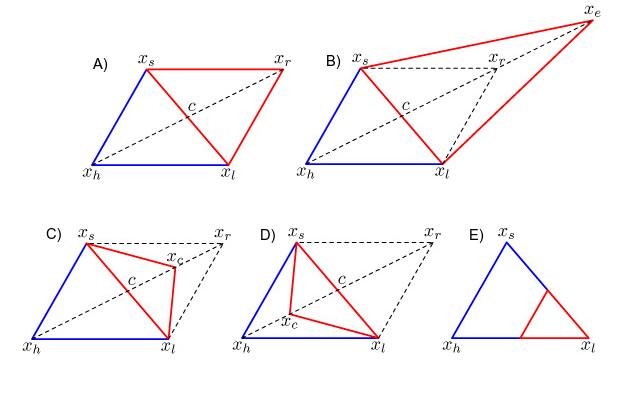 A) x_s x_r c x_h x_l
B) x_s x_r x_e c x_h x_l
C) x_s x_r x_c c x_h x_l
D) x_s x_r c x_c x_h x_l
E) x_s x_h x_l